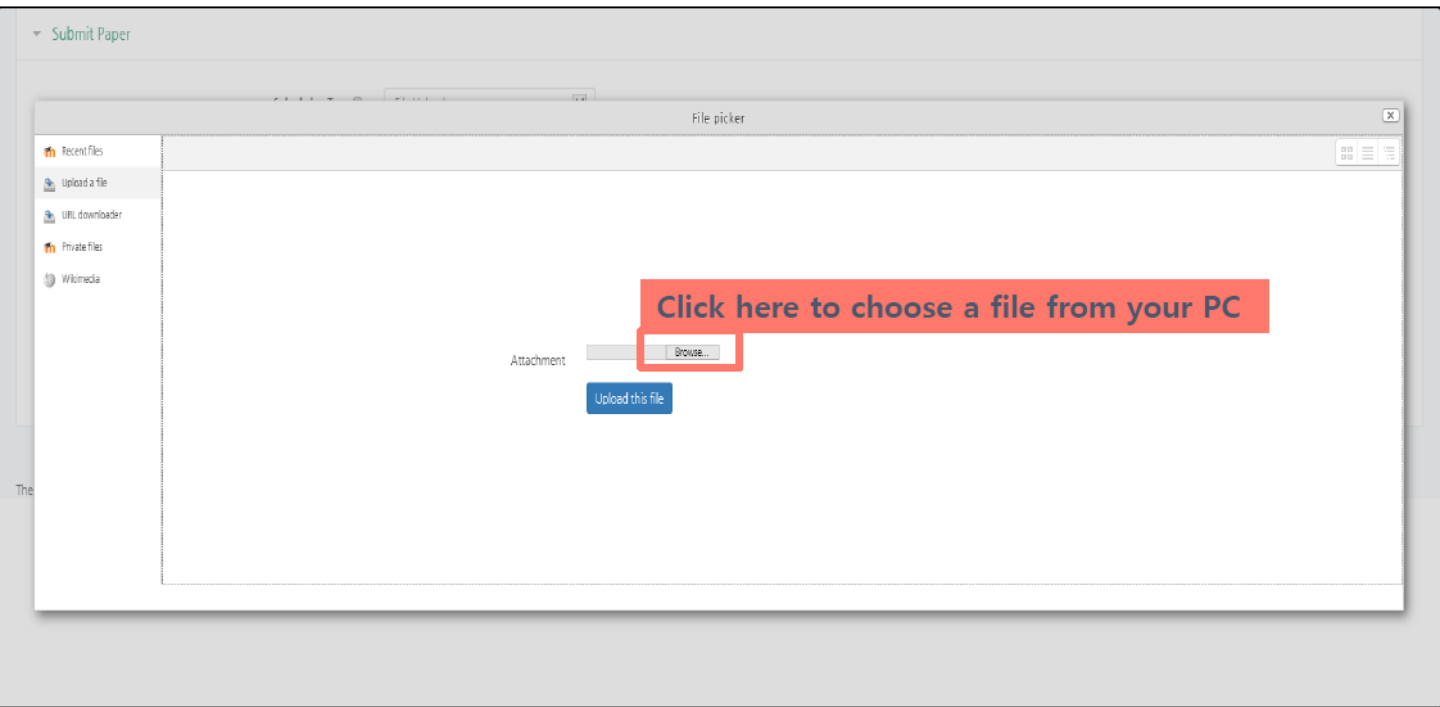 Submit Paper
File picker
Recent files
Upload a file
URL downloader
Private files
Wikimedia
Click here to choose a file from your PC
Attachment
Browse...
Upload this file
The